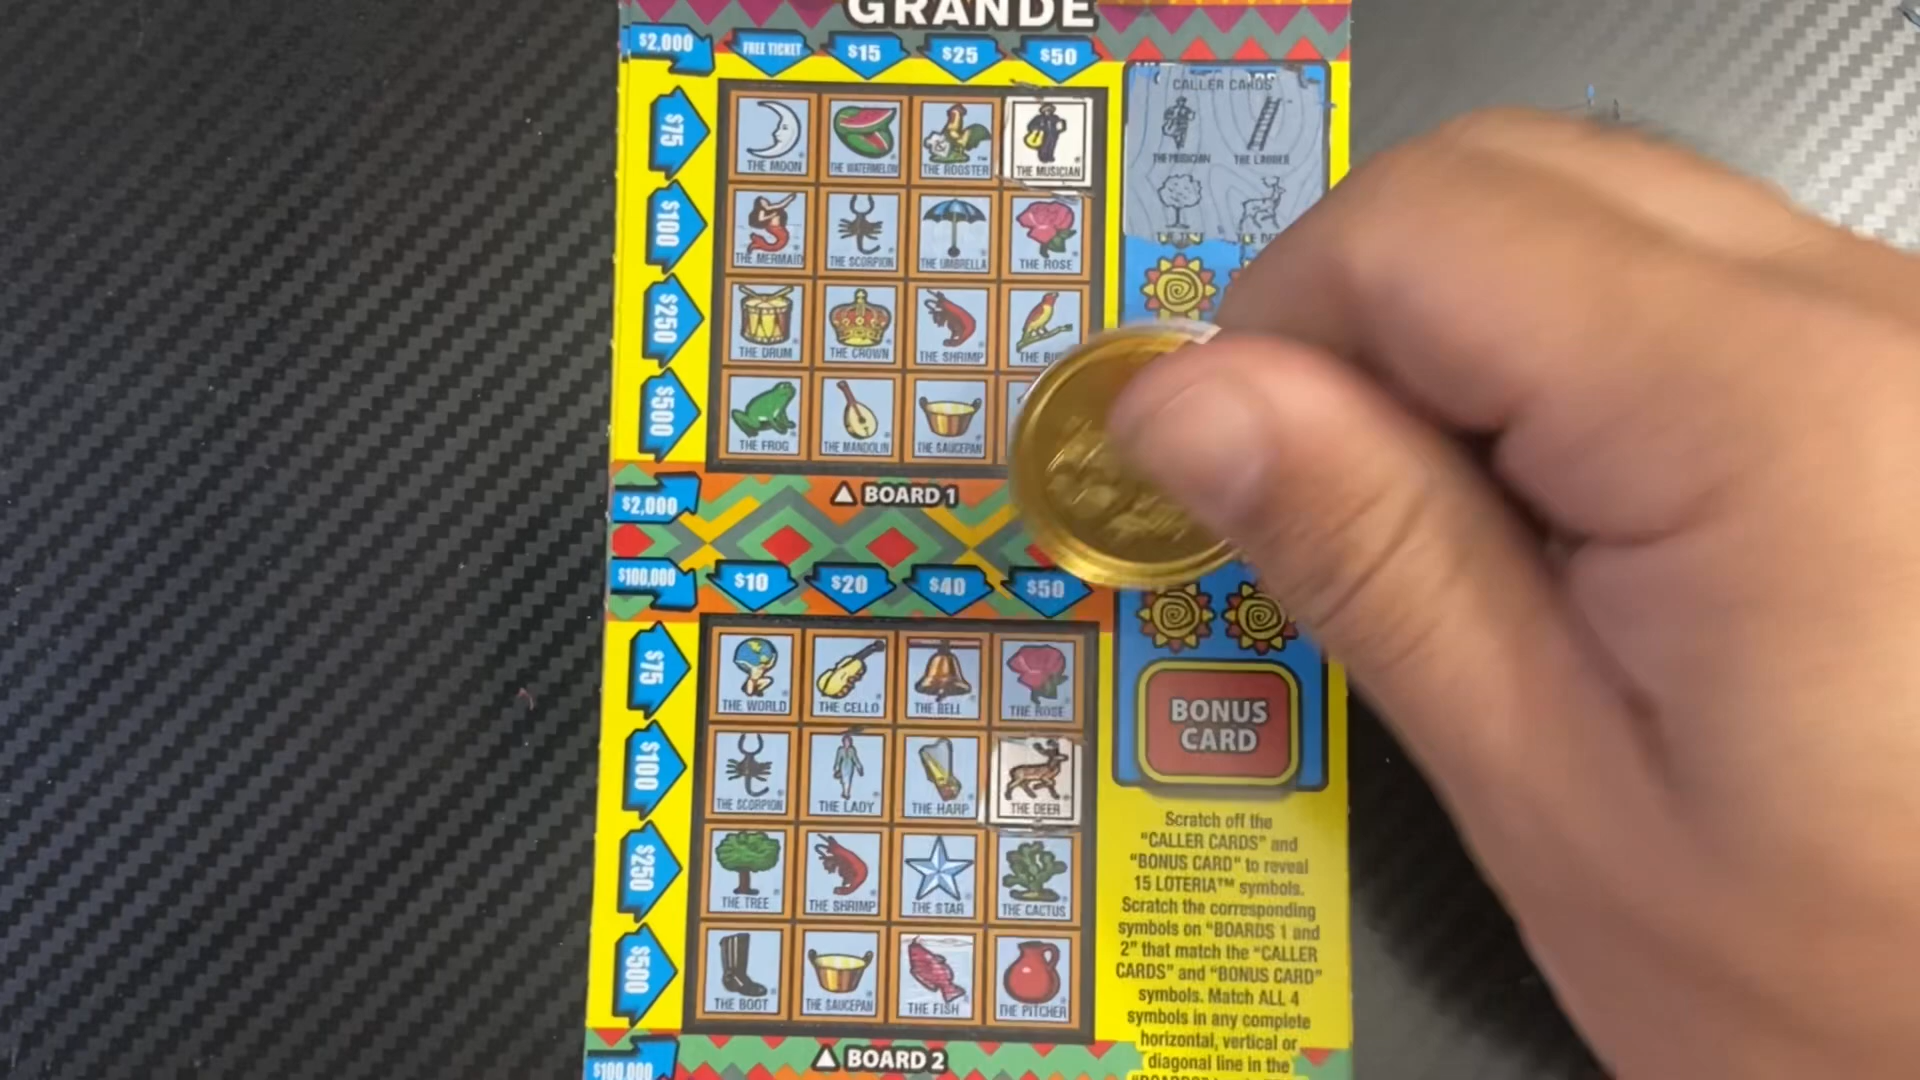 GRANDE
$2,000
FREE TICKET
$15
$25
$50
$75
THE MOON
THE WATERMELON
THE ROOSTER
THE MUSICIAN
$100
THE MERMAID
THE SCORPION
THE UMBRELLA
THE ROSE
$250
THE DRUM
THE CROWN
THE SHRIMP
THE
$500
THE FROG
THE MANDOLIN
THE SAUCEPAN
BOARD 1
$2,000
CALLER CARDS
THE MUSICIAN
THE LADDER
$100,000
$10
$20
$40
$50
$75
THE WORLD
THE CELLO
THE BELL
THE ROSE
$100
THE SCORPION
THE LADY
THE HARP
THE DEER
$250
THE TREE
THE SHRIMP
THE STAR
THE CACTUS
$500
THE BOOT
THE SAUCEPAN
THE FISH
THE PITCHER
BOARD 2
$100,000
BONUS
CARD
Scratch off the
"CALLER CARDS" and
"BONUS CARD" to reveal
15 LOTERIA™ symbols.
Scratch the corresponding
symbols on "BOARDS 1 and
2" that match the "CALLER
CARDS" and "BONUS CARD"
symbols. Match ALL 4
symbols in any complete
horizontal, vertical or
diagonal line in the